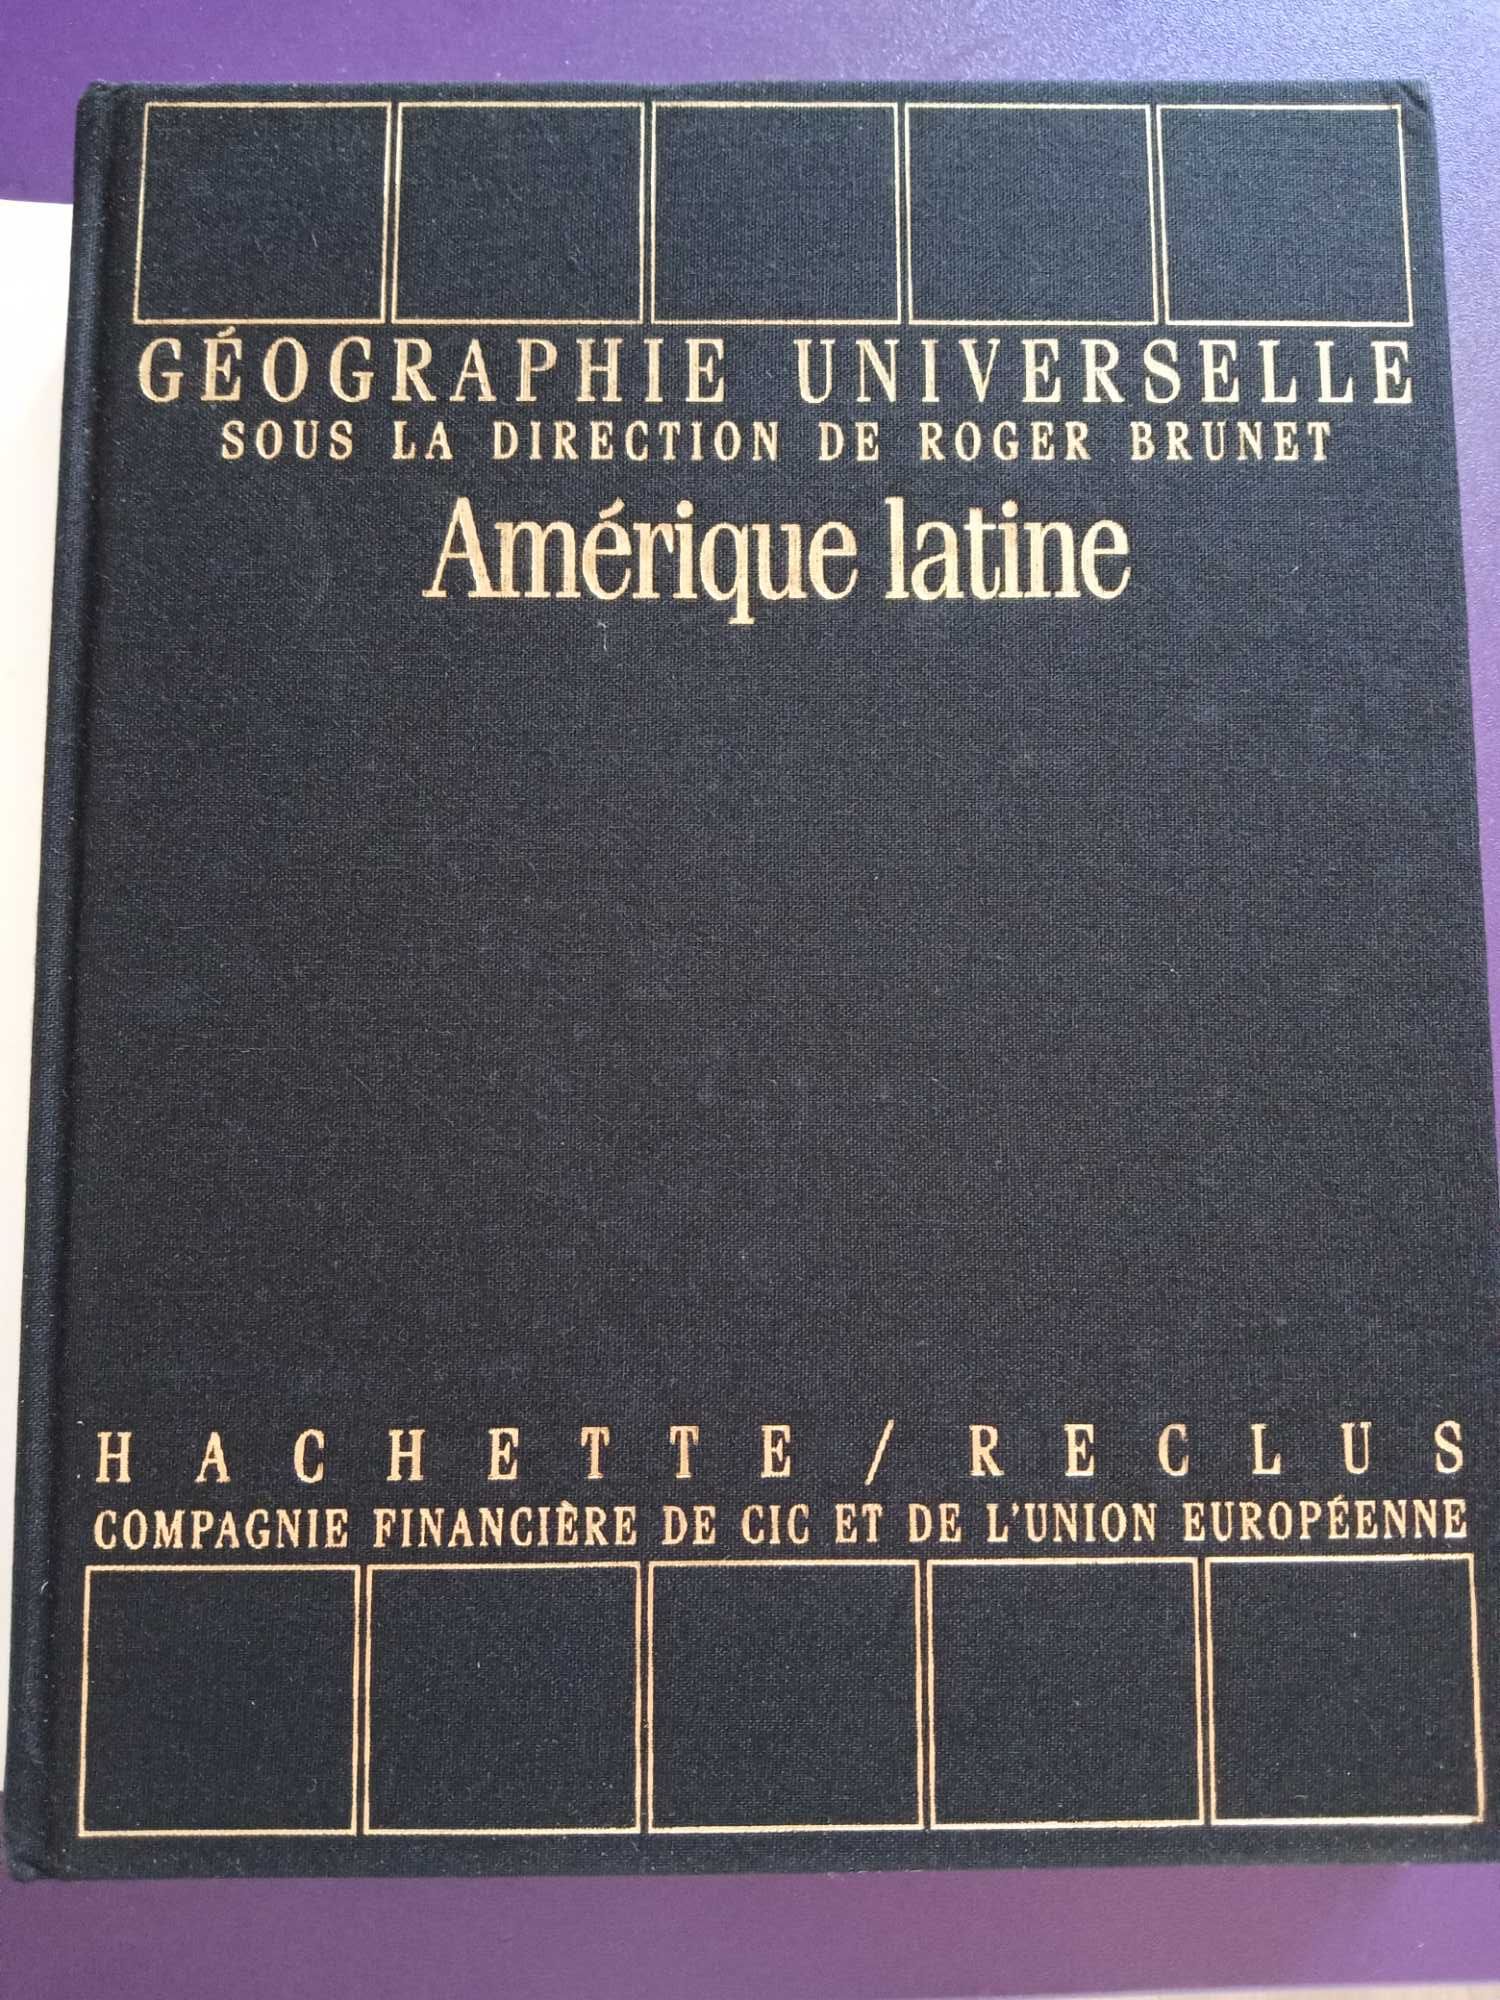 GÉOGRAPHIE UNIVERSELLE
SOUS LA DIRECTION DE ROGER BRUNET
Amérique latine
HACHETTE / RECLUS
COMPAGNIE FINANCIÈRE DE CIC ET DE L'UNION EUROPÉENNE